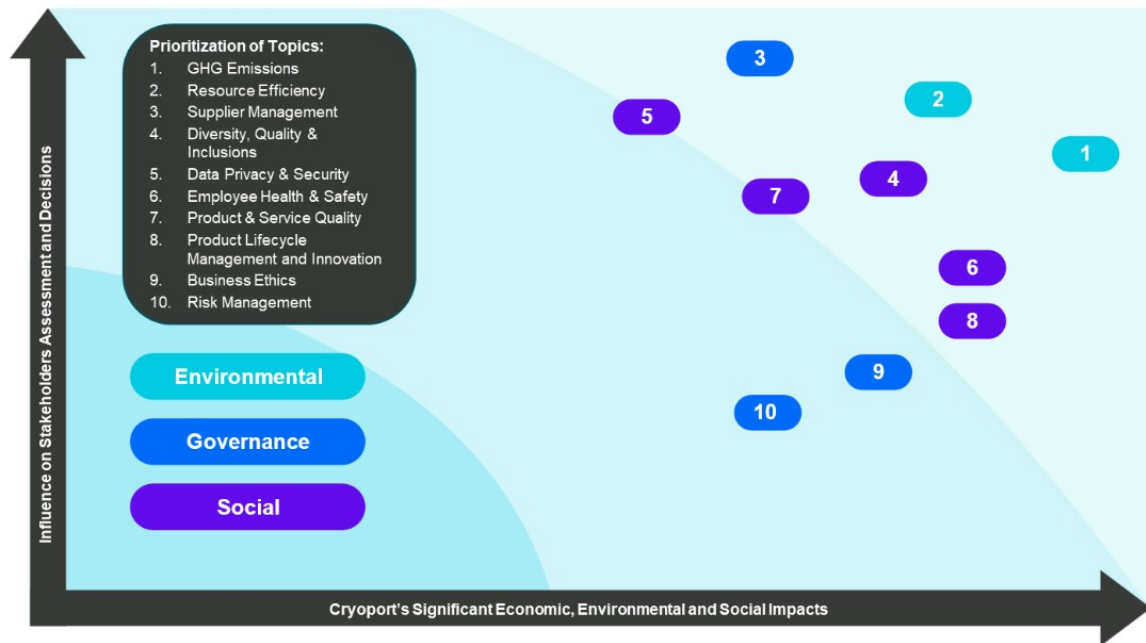 Influence on Stakeholders Assessment and Decisions
Prioritization of Topics:
1. GHG Emissions
2. Resource Efficiency
3. Supplier Management
4. Diversity, Quality &
Inclusions
5. Data Privacy & Security
6. Employee Health & Safety
7. Product & Service Quality
8. Product Lifecycle
Management and Innovation
9. Business Ethics
10. Risk Management
Environmental
Governance
Social
3
2
5
1
4
7
6
8
9
10
Cryoport's Significant Economic, Environmental and Social Impacts